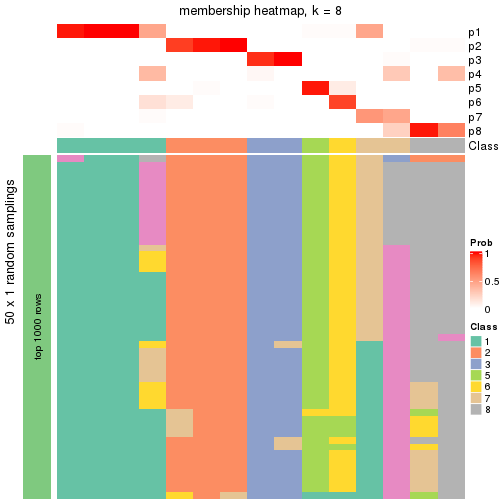 membership heatmap, k = 8
p1
p2
p3
p4
p5
p6
p7
p8
Class
50 x 1 random samplings
top 1000 rows
Prob
1
0.5
0
Class
1
2
3
4
5
6
7
8